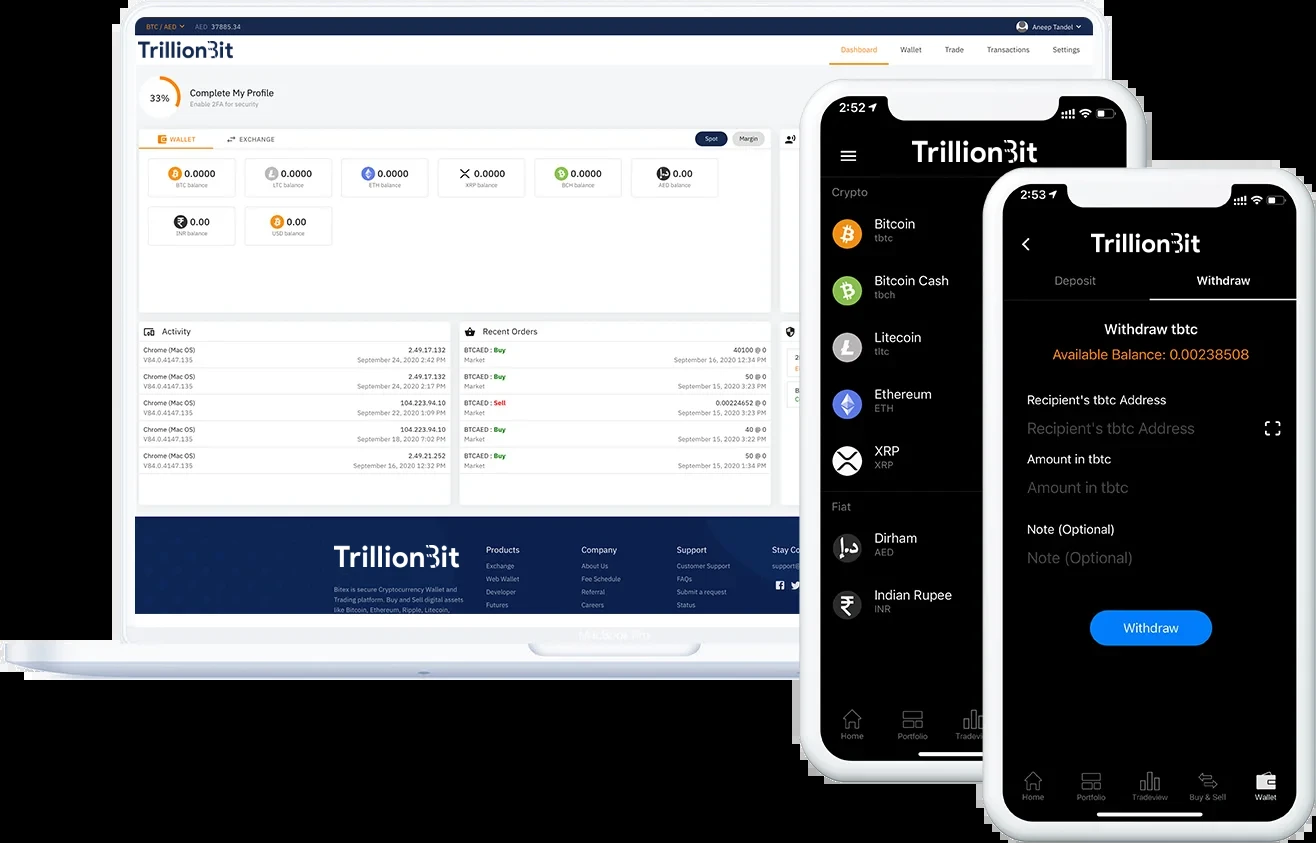 BTC / AED AED 37885.34 Aneep Tandel
TrillionBit
Dashboard Wallet Trade Transactions Settings
33%
Complete My Profile
Enable 2FA for security
WALLET EXCHANGE Spot Margin
0.0000 0.0000 0.0000 0.0000 0.0000 0.00
BTC balance LTC balance ETH balance XRP balance BCH balance AED balance
0.00 0.00
INR balance USD balance
Activity
Chrome (Mac OS) 2.49.17.132
V84.0.4147.135 September 24, 2020 2:42 PM
Chrome (Mac OS) 2.49.17.132
V84.0.4147.135 September 24, 2020 2:17 PM
Chrome (Mac OS) 104.223.94.10
V84.0.4147.135 September 22, 2020 1:09 PM
Chrome (Mac OS) 104.223.94.10
V84.0.4147.135 September 18, 2020 7:02 PM
Chrome (Mac OS) 2.49.21.252
V84.0.4147.135 September 16, 2020 12:32 PM
Recent Orders
BTCAED : Buy 40100 @ 0
Market September 16, 2020 12:34 PM
BTCAED : Buy 50 @ 0
Market September 15, 2020 3:23 PM
BTCAED : Sell 0.00224652 @ 0
Market September 15, 2020 3:23 PM
BTCAED : Buy 40 @ 0
Market September 15, 2020 3:22 PM
BTCAED : Buy 50 @ 0
Market September 15, 2020 1:34 PM
TrillionBit
Bitex is secure Cryptocurrency Wallet and
Trading platform. Buy and Sell digital assets
like Bitcoin, Ethereum, Ripple, Litecoin,
Products
Exchange
Web Wallet
Developer
Futures
Company
About Us
Fee Schedule
Referral
Careers
Support
Customer Support
FAQs
Submit a request
Status
Stay Co
support@
2:52
TrillionBit
Crypto
Bitcoin
tbtc
Bitcoin Cash
tbch
Litecoin
tltc
Ethereum
ETH
XRP
XRP
Fiat
Dirham
AED
Indian Rupee
INR
Home Portfolio Tradevi
2:53
TrillionBit
Deposit Withdraw
Withdraw tbtc
Available Balance: 0.00238508
Recipient's tbtc Address
Recipient's tbtc Address
Amount in tbtc
Amount in tbtc
Note (Optional)
Note (Optional)
Withdraw
Home Portfolio Tradeview Buy & Sell Wallet